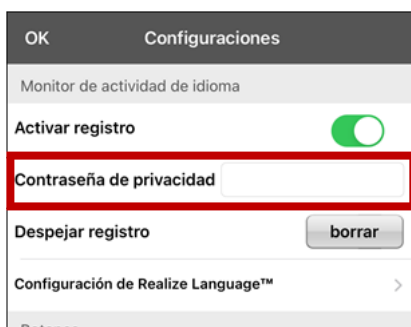 OK Configuraciones
Monitor de actividad de idioma
Activar registro
Contraseña de privacidad
Despejar registro borrar
Configuración de Realize Language™